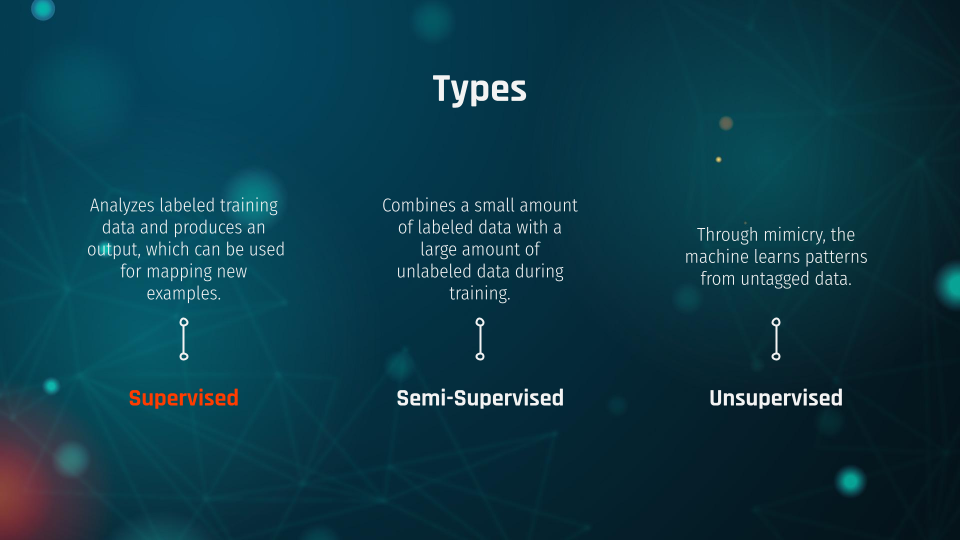 Types
Analyzes labeled training
data and produces an
output, which can be used
for mapping new
examples.
Supervised
Combines a small amount
of labeled data with a
large amount of
unlabeled data during
training.
Semi-Supervised
Through mimicry, the
machine learns patterns
from untagged data.
Unsupervised